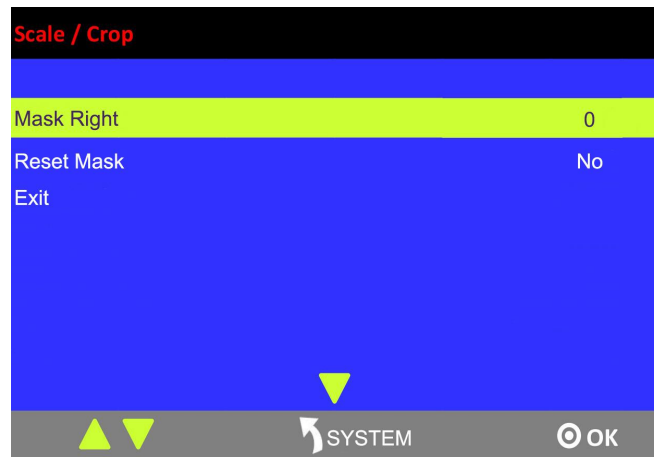 Scale / Crop
Mask Right 0
Reset Mask No
Exit
SYSTEM OK